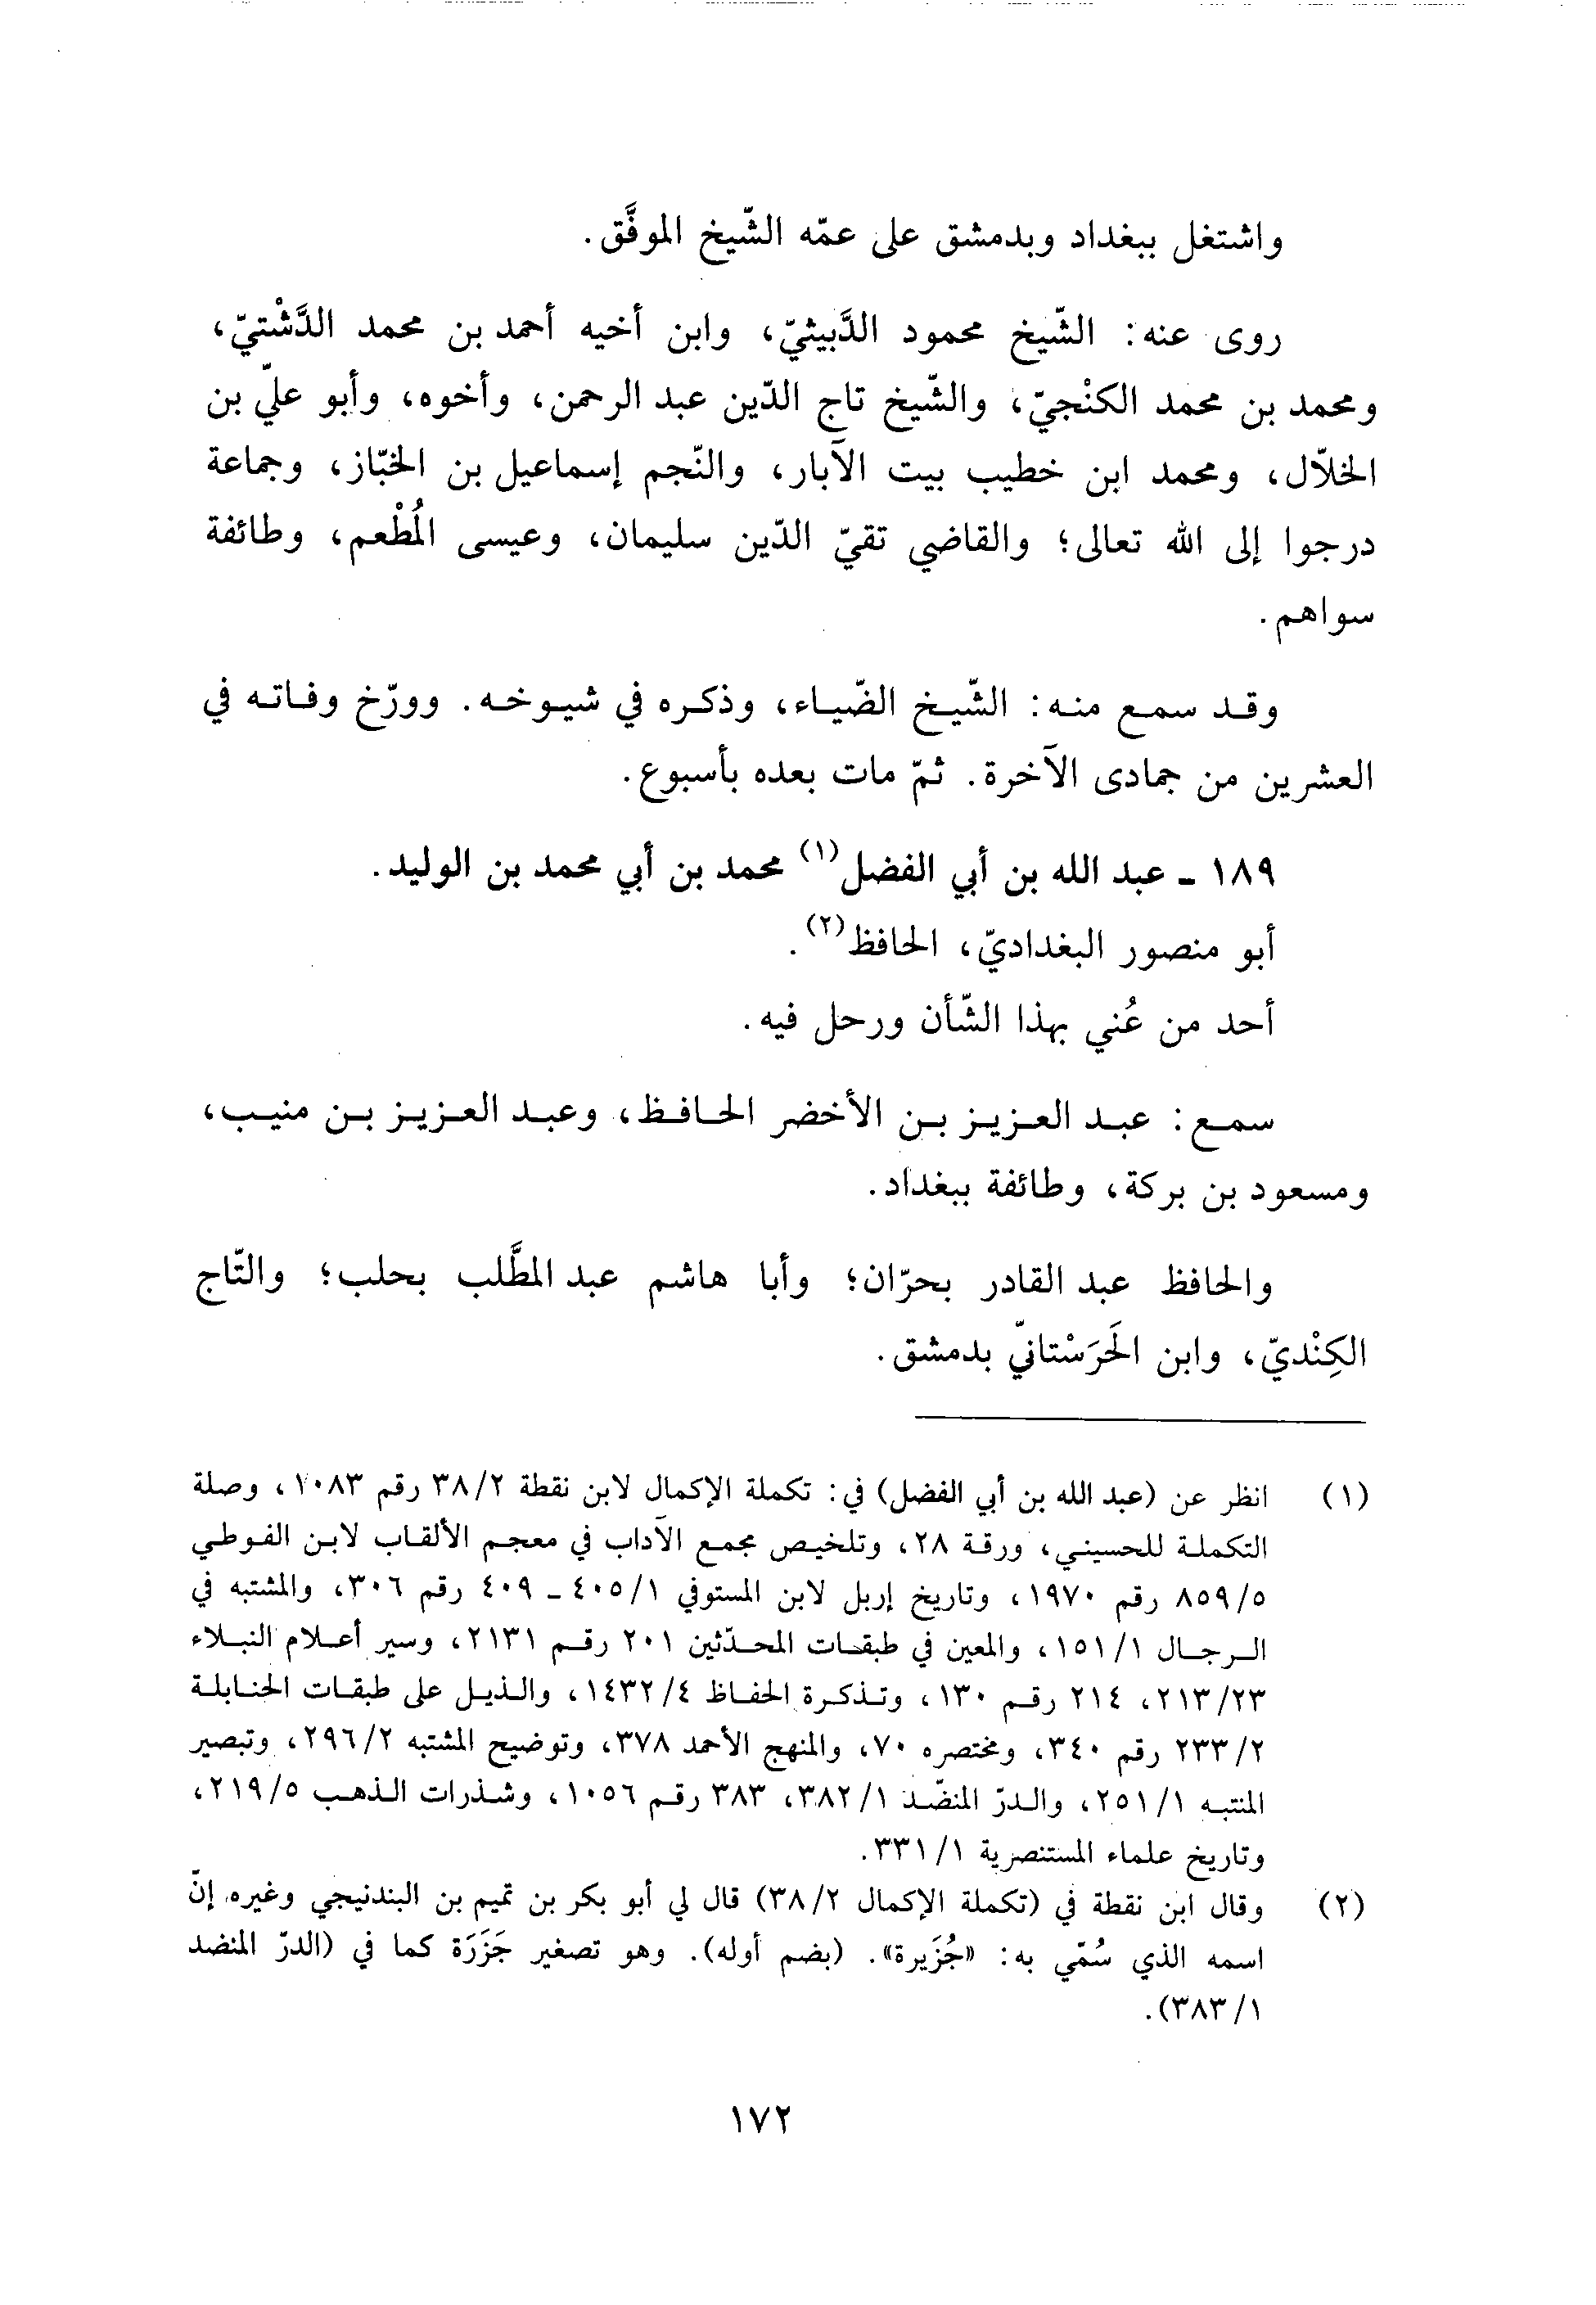 واشتغل ببغداد وبدمشق على عمّه الشّيخ الموفَّق.
روى عنه: الشّيخ محمود الدَّبيثيّ، وابن أخيه أحمد بن محمد الدَّشْتيّ،
ومحمد بن محمد الكنْجيّ، والشّيخ تاج الدّين عبد الرحمن، وأخوه، وأبو عليّ بن
الخلاّل، ومحمد ابن خطيب بيت الآبار، والنّجم إسماعيل بن الخبّاز، وجماعة
درجوا إلى الله تعالى؛ والقاضي تقيّ الدّين سليمان، وعيسى المُطْعم، وطائفة
سواهم.
وقد سمع منه: الشّيخ الضّياء، وذكره في شيوخه. وورّخ وفاته في
العشرين من جمادى الآخرة. ثمّ مات بعده بأسبوع.
١٨٩ - عبد الله بن أبي الفضل(١) محمد بن أبي محمد بن الوليد.
أبو منصور البغداديّ، الحافظ(٢).
أحد من عُني بهذا الشّأن ورحل فيه.
سمع: عبد العزيز بن الأخضر الحافظ، وعبد العزيز بن منيب،
ومسعود بن بركة، وطائفة ببغداد.
والحافظ عبد القادر بحرّان؛ وأبا هاشم عبد المطَّلب بحلب؛ والتّاج
الكِنْديّ، وابن الحَرَسْتانيّ بدمشق.
(١) انظر عن (عبد الله بن أبي الفضل) في: تكملة الإكمال لابن نقطة ٣٨/٢ رقم ١٠٨٣، وصلة
التكملة للحسيني، ورقة ٢٨، وتلخيص مجمع الآداب في معجم الألقاب لابن الفوطي
٨٥٩/٥ رقم ١٩٧٠، وتاريخ إربل لابن المستوفي ٤٠٥/١ - ٤٠٩ رقم ٣٠٦، والمشتبه في
الرجال ١٥١/١، والمعين في طبقات المحدّثين ٢٠١ رقم ٢١٣١، وسير أعلام النبلاء
٢١٣/٢٣، ٢١٤ رقم ١٣٠، وتذكرة الحفاظ ١٤٣٢/٤، والذيل على طبقات الحنابلة
٢٣٣/٢ رقم ٣٤٠، ومختصره ٧٠، والمنهج الأحمد ٣٧٨، وتوضيح المشتبه ٢٩٦/٢، وتبصير
المنتبه ٢٥١/١، والدرّ المنضّد ٣٨٢/١، ٣٨٣ رقم ١٠٥٦، وشذرات الذهب ٢١٩/٥،
وتاريخ علماء المستنصرية ٣٣١/١.
(٢) وقال ابن نقطة في (تكملة الإكمال ٣٨/٢) قال لي أبو بكر بن تميم بن البندنيجي وغيره إنّ
اسمه الذي سُمّي به: «جُزَيرة». (بضم أوله). وهو تصغير جَزَرَة كما في (الدرّ المنضد
٣٨٣/١).
١٧٢